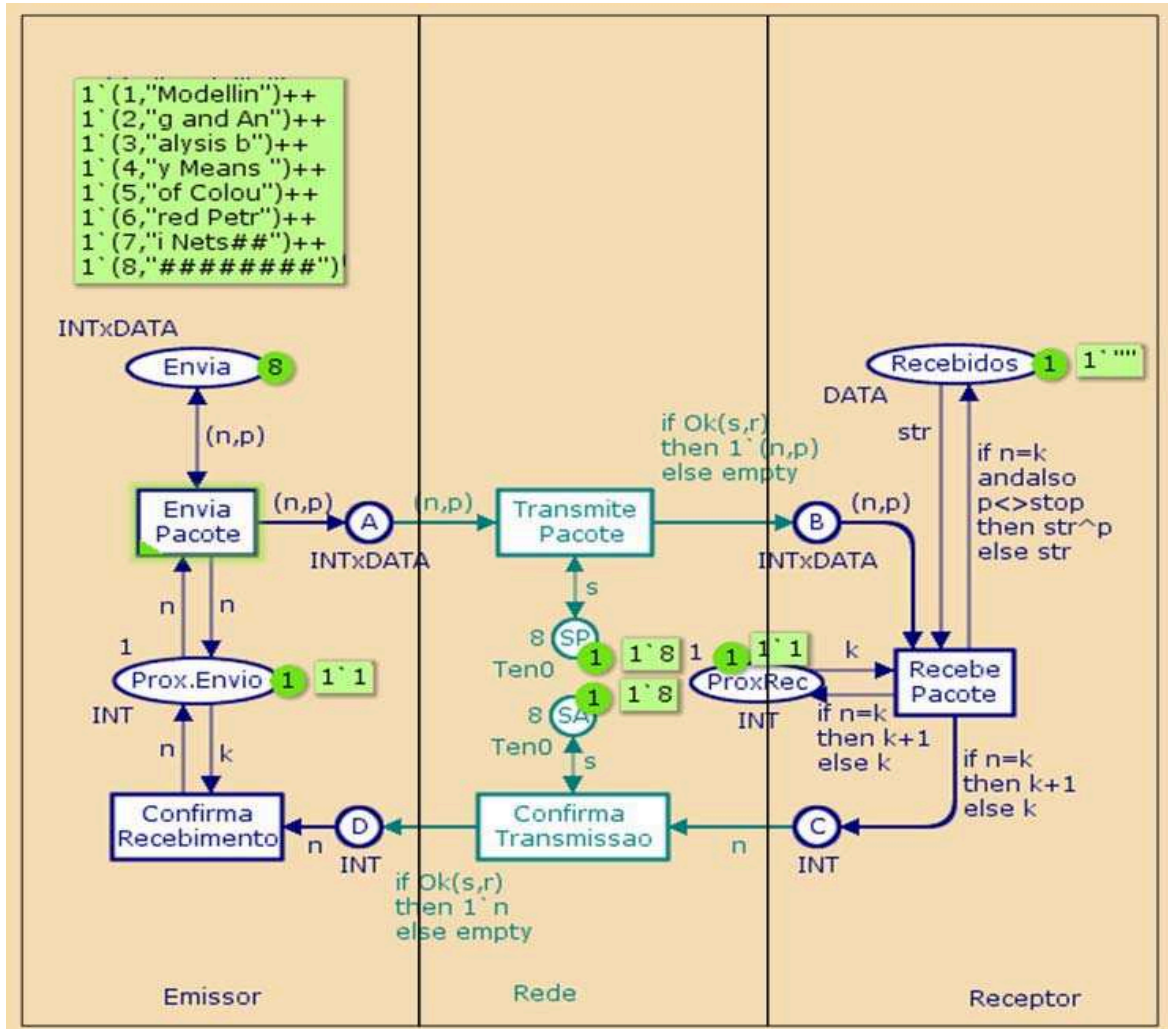 1`(1,"Modellin")++
1`(2,"g and An")++
1`(3,"alysis b")++
1`(4,"y Means ")++
1`(5,"of Colou")++
1`(6,"red Petr")++
1`(7,"i Nets##")++
1`(8,"########")
INTxDATA
Envia
8
(n,p)
Envia
Pacote
(n,p)
A
INTxDATA
(n,p)
Transmite
Pacote
if Ok(s,r)
then 1`(n,p)
else empty
B
INTxDATA
(n,p)
Recebidos
1
1`""
DATA
str
if n=k
andalso
p<>stop
then str^p
else str
n
n
1
Prox.Envio
1
1`1
INT
n
k
s
8
SP
1
1`8
Ten0
8
SA
1
1`8
Ten0
s
1
1
1`1
ProxRec
INT
k
Recebe
Pacote
if n=k
then k+1
else k
if n=k
then k+1
else k
Confirma
Recebimento
n
D
INT
if Ok(s,r)
then 1`n
else empty
Confirma
Transmissao
n
C
INT
Emissor
Rede
Receptor